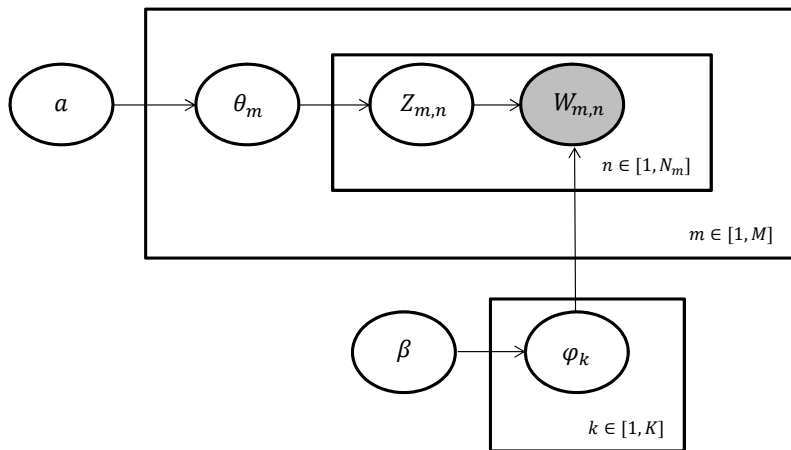 a
θ_m
Z_{m,n}
W_{m,n}
n ∈ [1, N_m]
m ∈ [1, M]
β
φ_k
k ∈ [1, K]